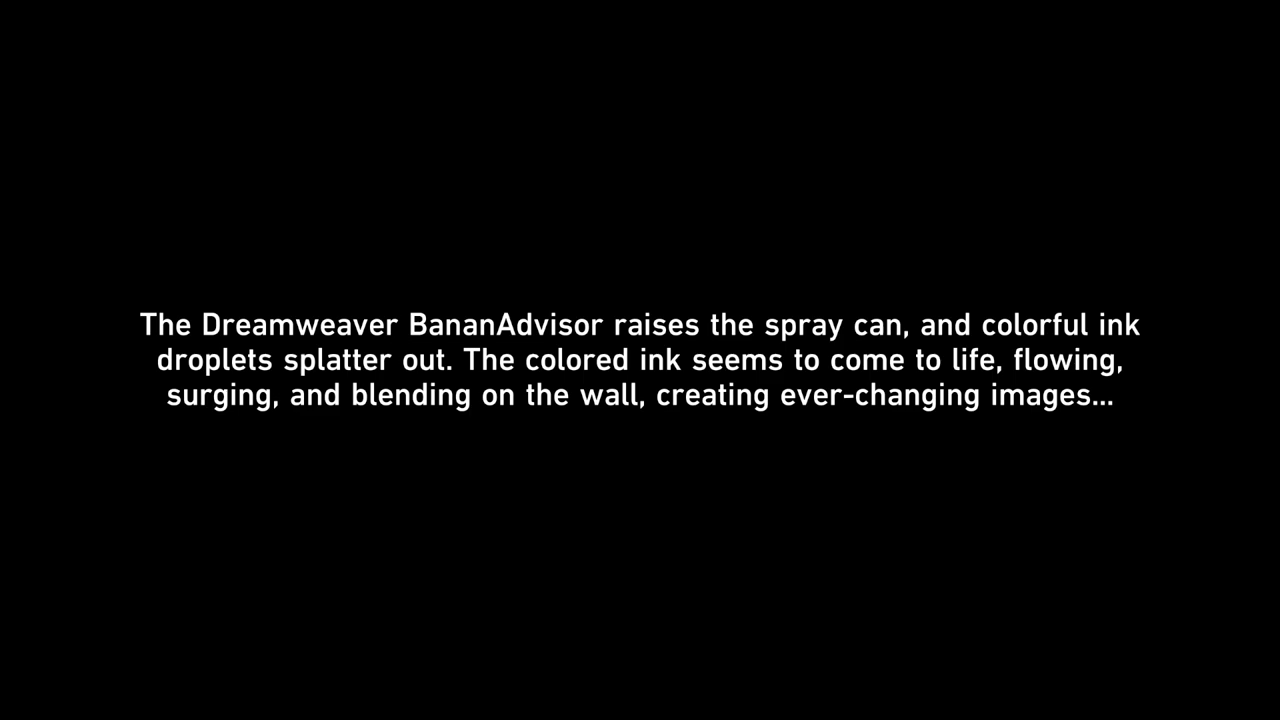 The Dreamweaver BananAdvisor raises the spray can, and colorful ink
droplets splatter out. The colored ink seems to come to life, flowing,
surging, and blending on the wall, creating ever-changing images...